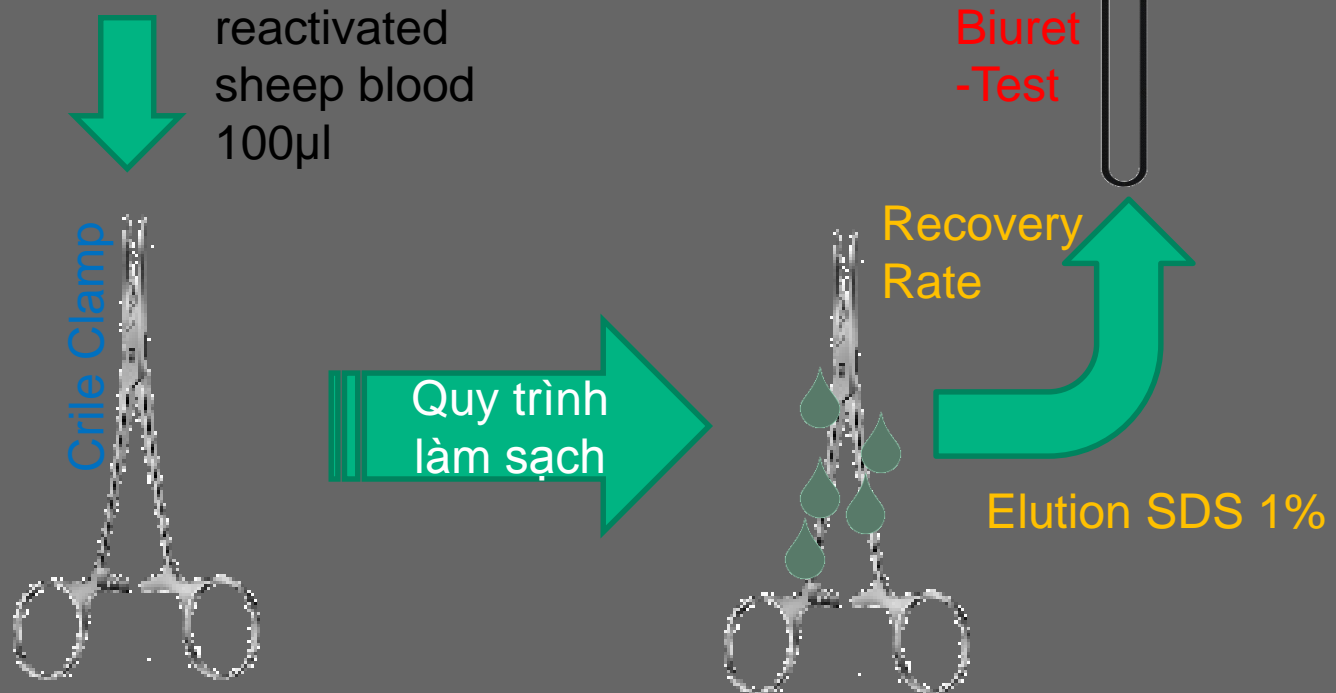 reactivated
sheep blood
100µl
Biuret
-Test
Crile Clamp
Recovery
Rate
Quy trình
làm sạch
Elution SDS 1%